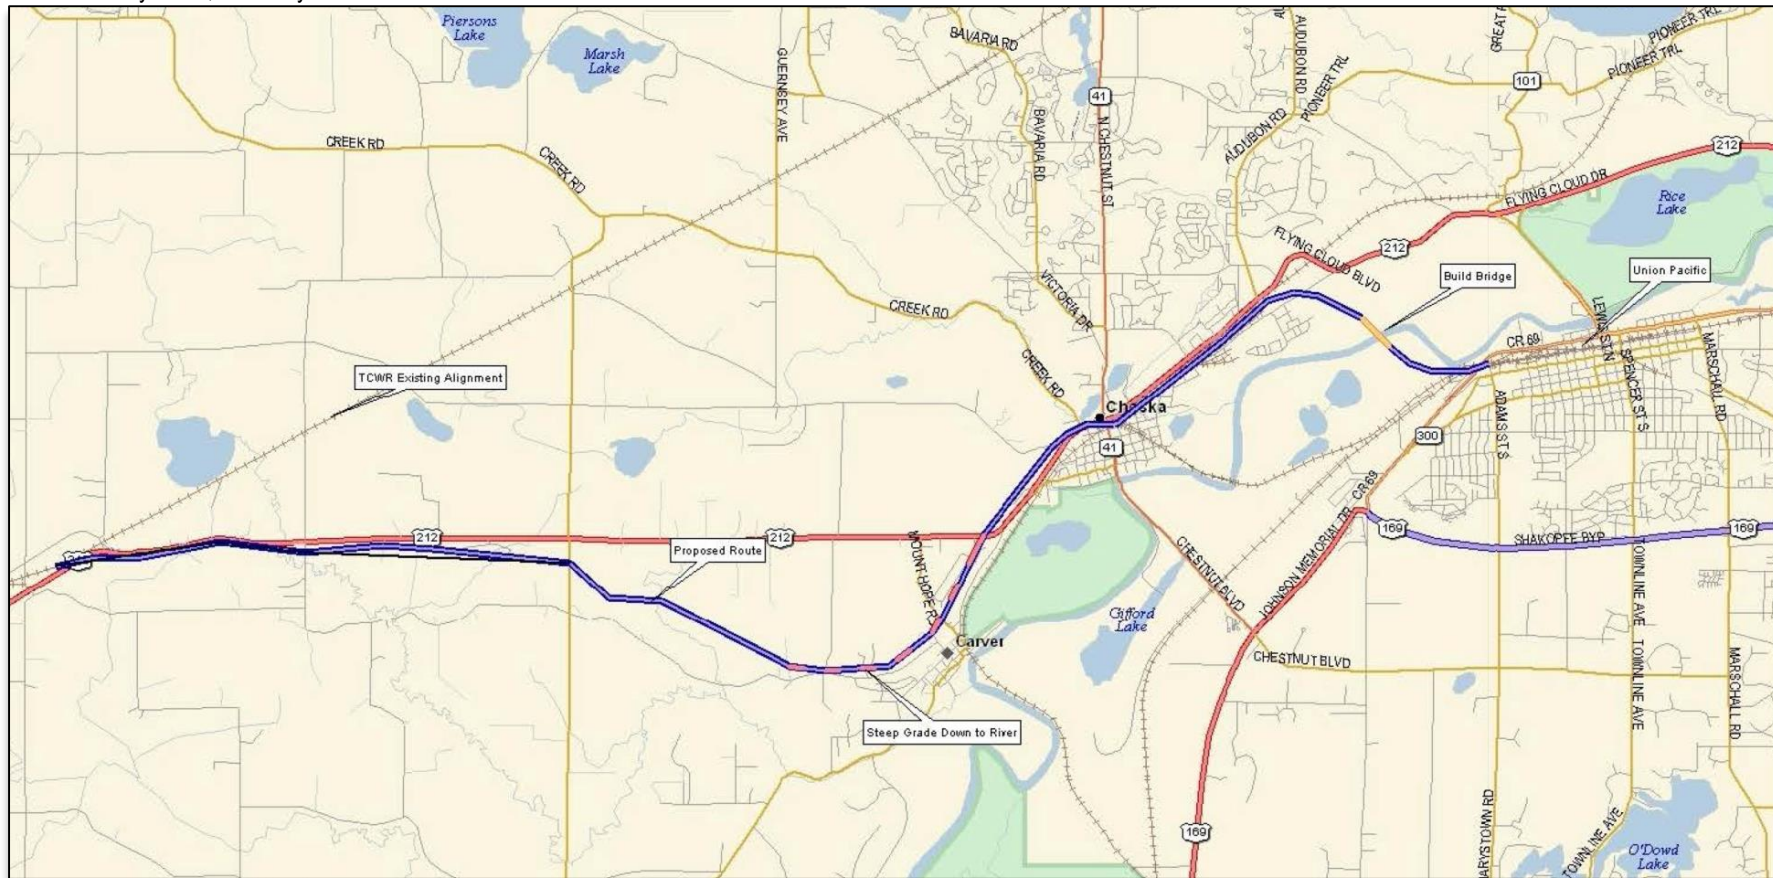 Piersons
Lake
Marsh
Lake
BAVARIA RD
GUERNSEY AVE
BAVARIA RD
41
N CHESTNUT ST
AUDUBON RD
PIONEER TRL
AUDUBON RD
101
PIONEER TRL
PIONEER TRL
212
FLYING CLOUD DR
Rice
Lake
CREEK RD
CREEK RD
FLYING CLOUD BLVD
212
Build Bridge
Union Pacific
VICTORIA DR
CREEK RD
CREEK RD
LEWIS ST N
CR 69
SPENCER ST S
MARSCHALL RD
TCWR Existing Alignment
Chaska
41
ADAMS ST S
300
CR 69
212
212
212
169
SHAKOPEE BYP
169
Proposed Route
MOUNT HOPE RD
CHESTNUT BLVD
JOHNSON MEMORIAL DR
TOWNLINE AVE
TOWNLINE AVE
Gifford
Lake
Carver
CHESTNUT BLVD
MARSCHALL RD
Steep Grade Down to River
169
TOWNLINE AVE
O'Dowd
Lake